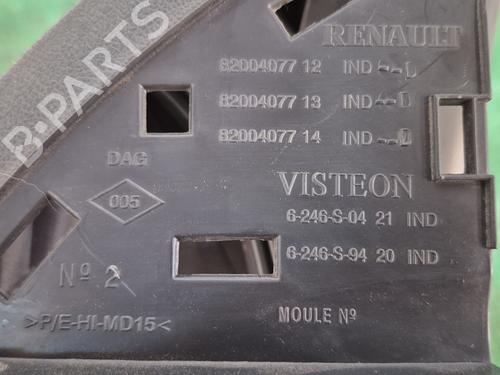 RENAULT
82004077 12 IND--D
82004077 13 IND--D
82004077 14 IND--D
DAG
VISTEON
005
6-246-S-04 21 IND
6-246-S-94 20 IND
Nº 2
>P/E-HI-MD15<
MOULE Nº
B-PARTS